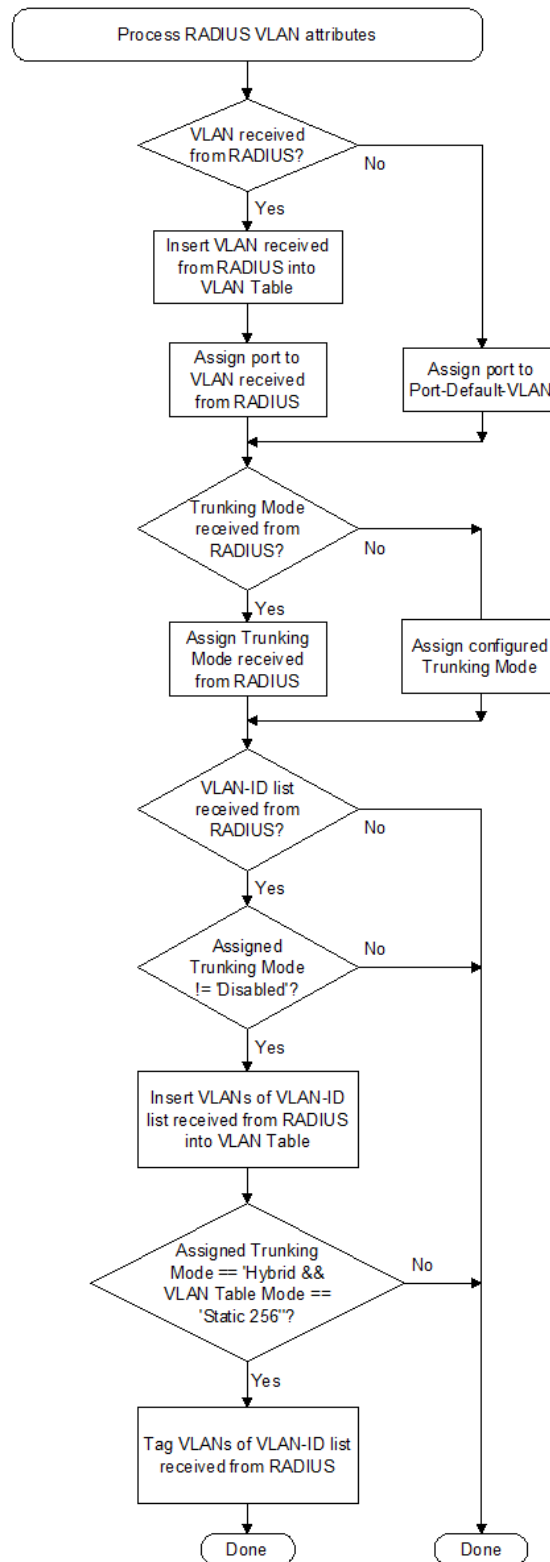 Process RADIUS VLAN attributes
VLAN received
from RADIUS?
No
Yes
Insert VLAN received
from RADIUS into
VLAN Table
Assign port to
VLAN received
from RADIUS
Assign port to
Port-Default-VLAN
Trunking Mode
received from
RADIUS?
No
Yes
Assign Trunking
Mode received
from RADIUS
Assign configured
Trunking Mode
VLAN-ID list
received from
RADIUS?
No
Yes
Assigned
Trunking Mode
!= 'Disabled'?
No
Yes
Insert VLANs of VLAN-ID
list received from RADIUS
into VLAN Table
Assigned Trunking
Mode == 'Hybrid &&
VLAN Table Mode ==
'Static 256''?
No
Yes
Tag VLANs of VLAN-ID list
received from RADIUS
Done
Done